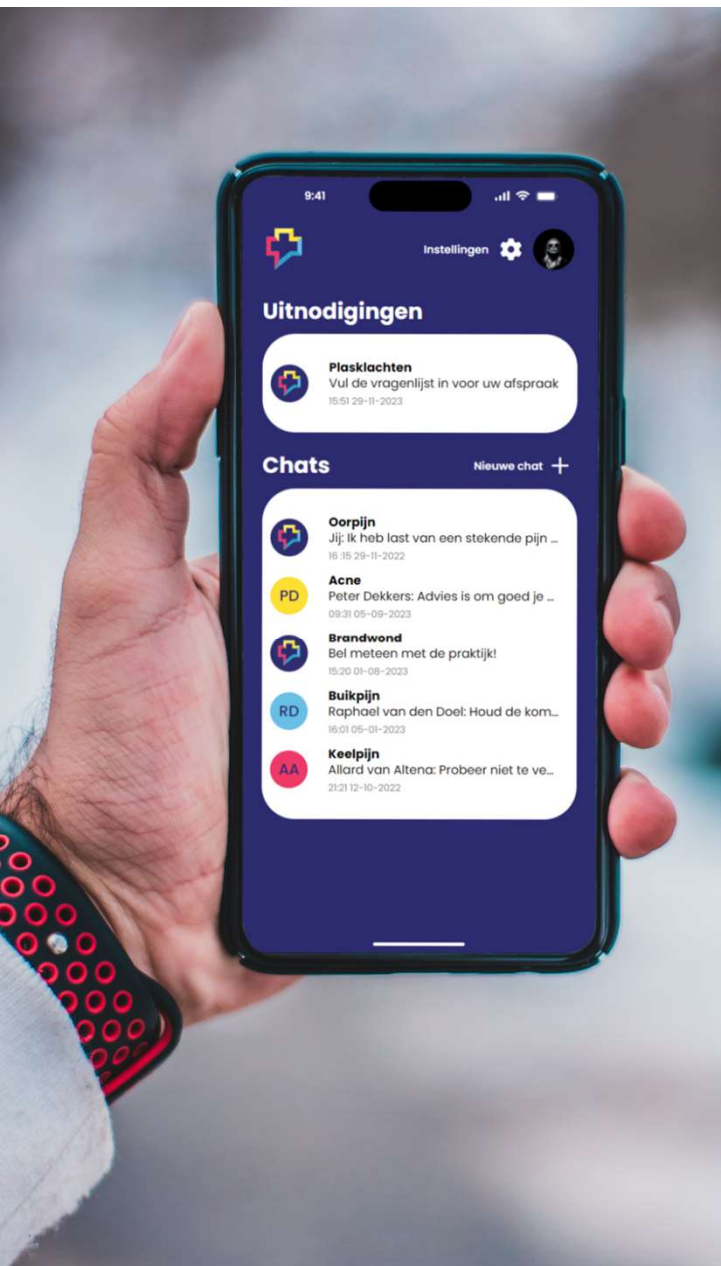 9:41
Instellingen
Uitnodigingen
Plasklachten
Vul de vragenlijst in voor uw afspraak
15:51 29-11-2023
Chats
Nieuwe chat +
Oorpijn
Jij: Ik heb last van een stekende pijn ...
16:15 29-11-2022
PD
Acne
Peter Dekkers: Advies is om goed je ...
09:31 05-09-2023
Brandwond
Bel meteen met de praktijk!
15:20 01-08-2023
RD
Buikpijn
Raphael van den Doel: Houd de kom...
16:01 05-01-2023
AA
Keelpijn
Allard van Altena: Probeer niet te ve...
21:21 12-10-2022